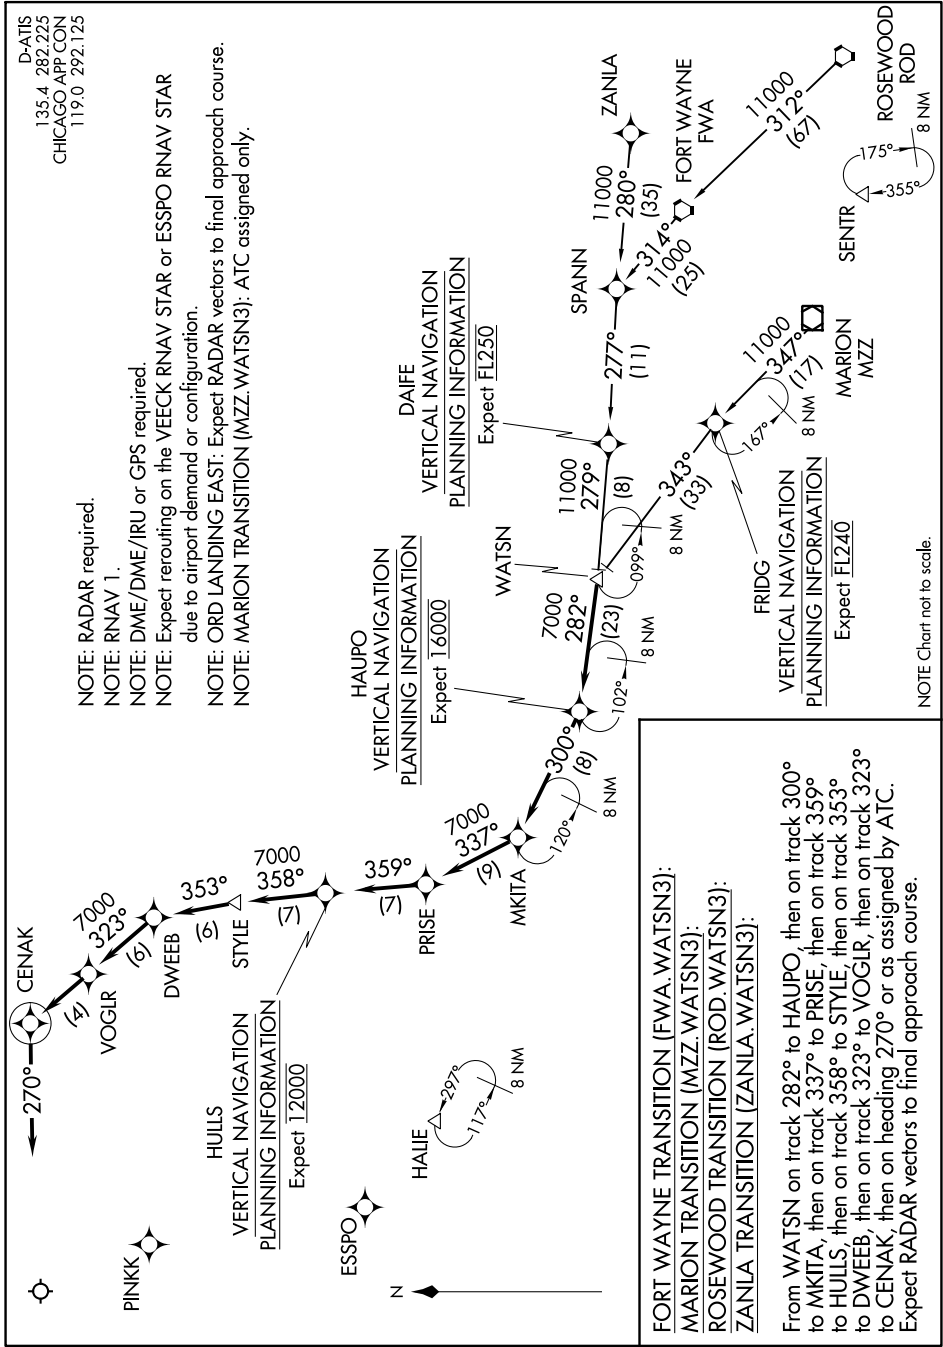 D-ATIS
135.4 282.225
CHICAGO APP CON
119.0 292.125
NOTE: RADAR required.
NOTE: RNAV 1.
NOTE: DME/DME/IRU or GPS required.
NOTE: Expect rerouting on the VEECK RNAV STAR or ESSPO RNAV STAR
due to airport demand or configuration.
NOTE: ORD LANDING EAST: Expect RADAR vectors to final approach course.
NOTE: MARION TRANSITION (MZZ.WATSN3): ATC assigned only.
270°
CENAK
(4)
VOGLR
7000
323°
(6)
DWEEB
353°
(6)
STYLE
7000
358°
(7)
HULLS
VERTICAL NAVIGATION
PLANNING INFORMATION
Expect 12000
359°
(7)
PRISE
7000
337°
(9)
MKITA
120°
8 NM
300°
(8)
HAUPO
VERTICAL NAVIGATION
PLANNING INFORMATION
Expect 16000
102°
8 NM
7000
282°
(23)
WATSN
099°
8 NM
11000
279°
(8)
DAIFE
VERTICAL NAVIGATION
PLANNING INFORMATION
Expect FL250
277°
(11)
SPANN
11000
280°
(35)
ZANLA
314°
11000
(25)
FORT WAYNE
FWA
11000
312°
(67)
ROSEWOOD
ROD
343°
(33)
FRIDG
VERTICAL NAVIGATION
PLANNING INFORMATION
Expect FL240
167°
8 NM
11000
347°
(17)
MARION
MZZ
SENTR
175°
355°
8 NM
PINKK
ESSPO
HALIE
297°
117°
8 NM
N
NOTE Chart not to scale.
FORT WAYNE TRANSITION (FWA.WATSN3):
MARION TRANSITION (MZZ.WATSN3):
ROSEWOOD TRANSITION (ROD.WATSN3):
ZANLA TRANSITION (ZANLA.WATSN3):
From WATSN on track 282° to HAUPO, then on track 300°
to MKITA, then on track 337° to PRISE, then on track 359°
to HULLS, then on track 358° to STYLE, then on track 353°
to DWEEB, then on track 323° to VOGLR, then on track 323°
to CENAK, then on heading 270° or as assigned by ATC.
Expect RADAR vectors to final approach course.